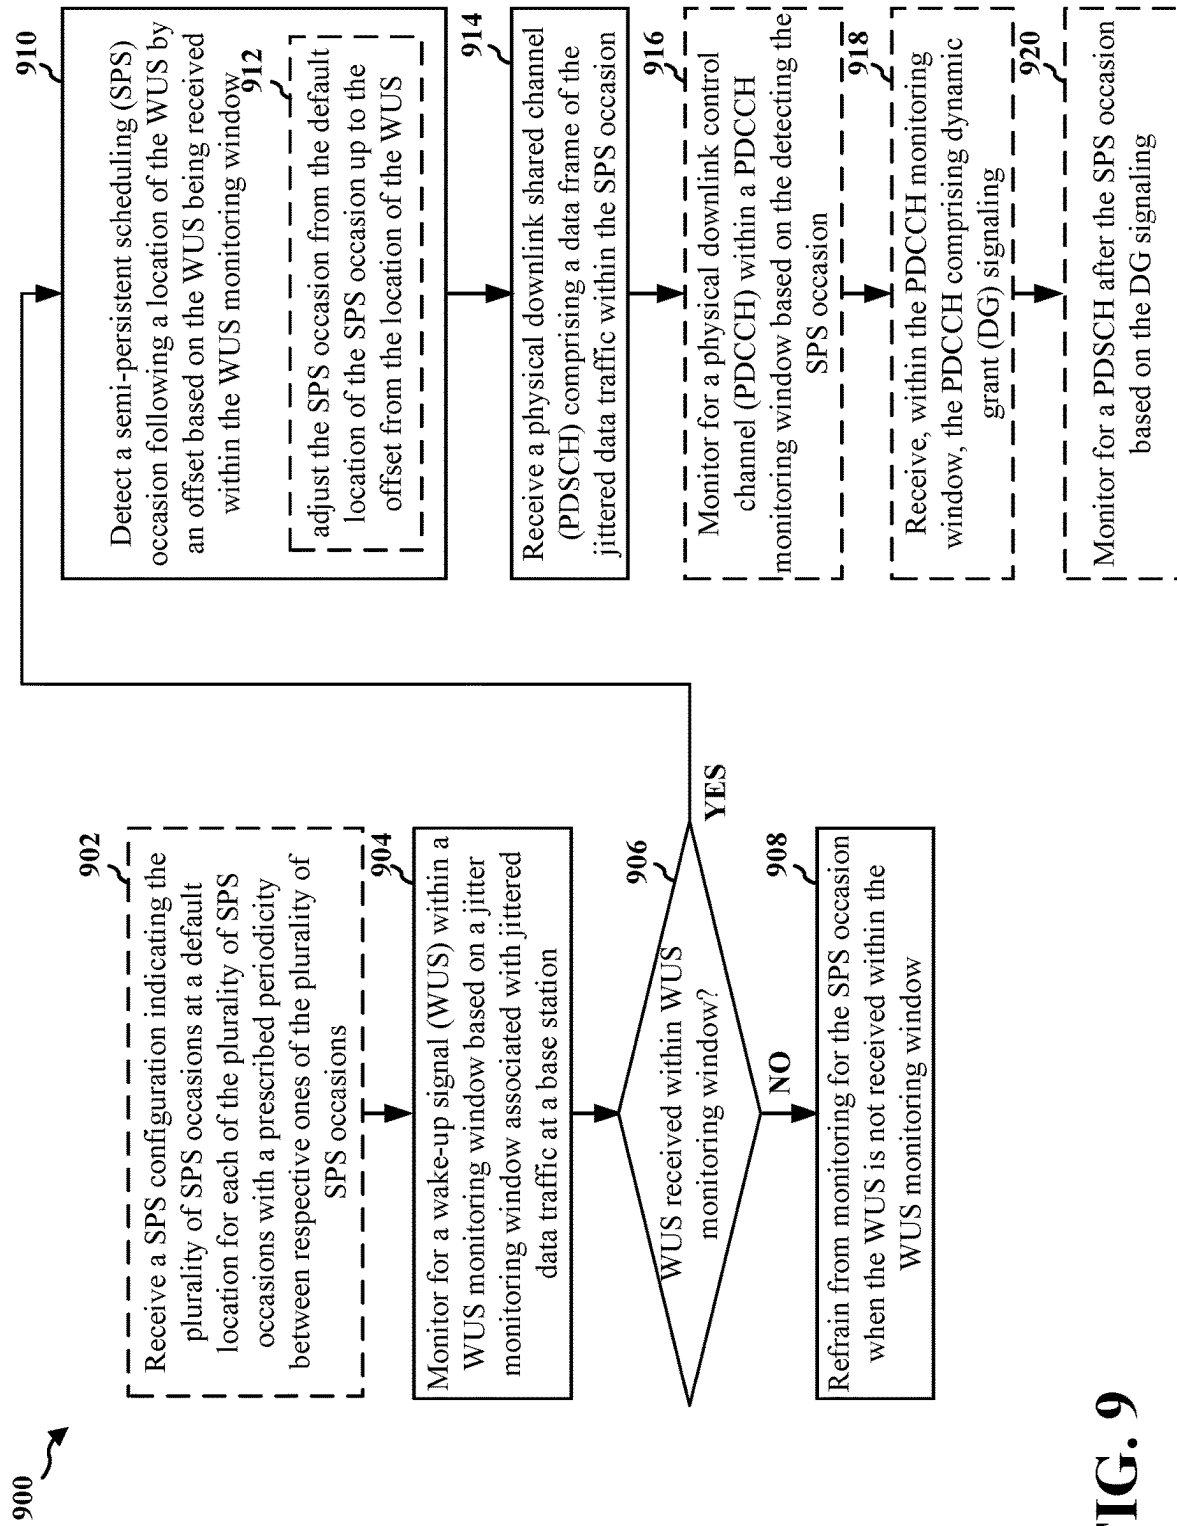 900
902
Receive a SPS configuration indicating the
plurality of SPS occasions at a default
location for each of the plurality of SPS
occasions with a prescribed periodicity
between respective ones of the plurality of
SPS occasions
904
Monitor for a wake-up signal (WUS) within a
WUS monitoring window based on a jitter
monitoring window associated with jittered
data traffic at a base station
906
WUS received within WUS
monitoring window?
YES
NO
908
Refrain from monitoring for the SPS occasion
when the WUS is not received within the
WUS monitoring window
910
Detect a semi-persistent scheduling (SPS)
occasion following a location of the WUS by
an offset based on the WUS being received
within the WUS monitoring window
912
adjust the SPS occasion from the default
location of the SPS occasion up to the
offset from the location of the WUS
914
Receive a physical downlink shared channel
(PDSCH) comprising a data frame of the
jittered data traffic within the SPS occasion
916
Monitor for a physical downlink control
channel (PDCCH) within a PDCCH
monitoring window based on the detecting the
SPS occasion
918
Receive, within the PDCCH monitoring
window, the PDCCH comprising dynamic
grant (DG) signaling
920
Monitor for a PDSCH after the SPS occasion
based on the DG signaling
FIG. 9